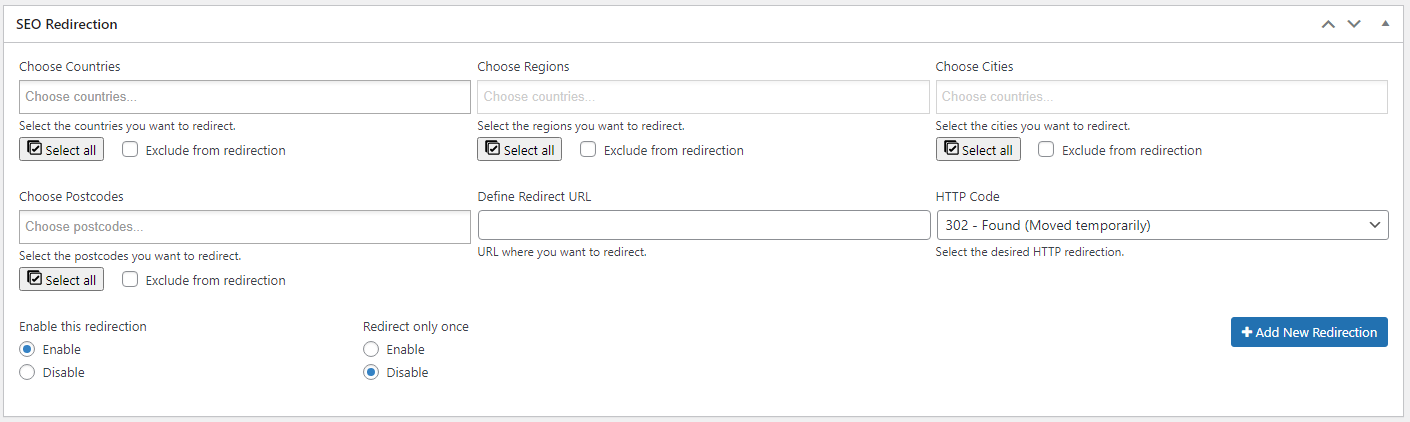 SEO Redirection
Choose Countries
Choose Regions
Choose Cities
Choose countries...
Choose countries...
Choose countries...
Select the countries you want to redirect.
Select the regions you want to redirect.
Select the cities you want to redirect.
Select all
Exclude from redirection
Select all
Exclude from redirection
Select all
Exclude from redirection
Choose Postcodes
Define Redirect URL
HTTP Code
Choose postcodes...
302 - Found (Moved temporarily)
Select the postcodes you want to redirect.
URL where you want to redirect.
Select the desired HTTP redirection.
Select all
Exclude from redirection
Enable this redirection
Redirect only once
Enable
Enable
Disable
Disable
Add New Redirection